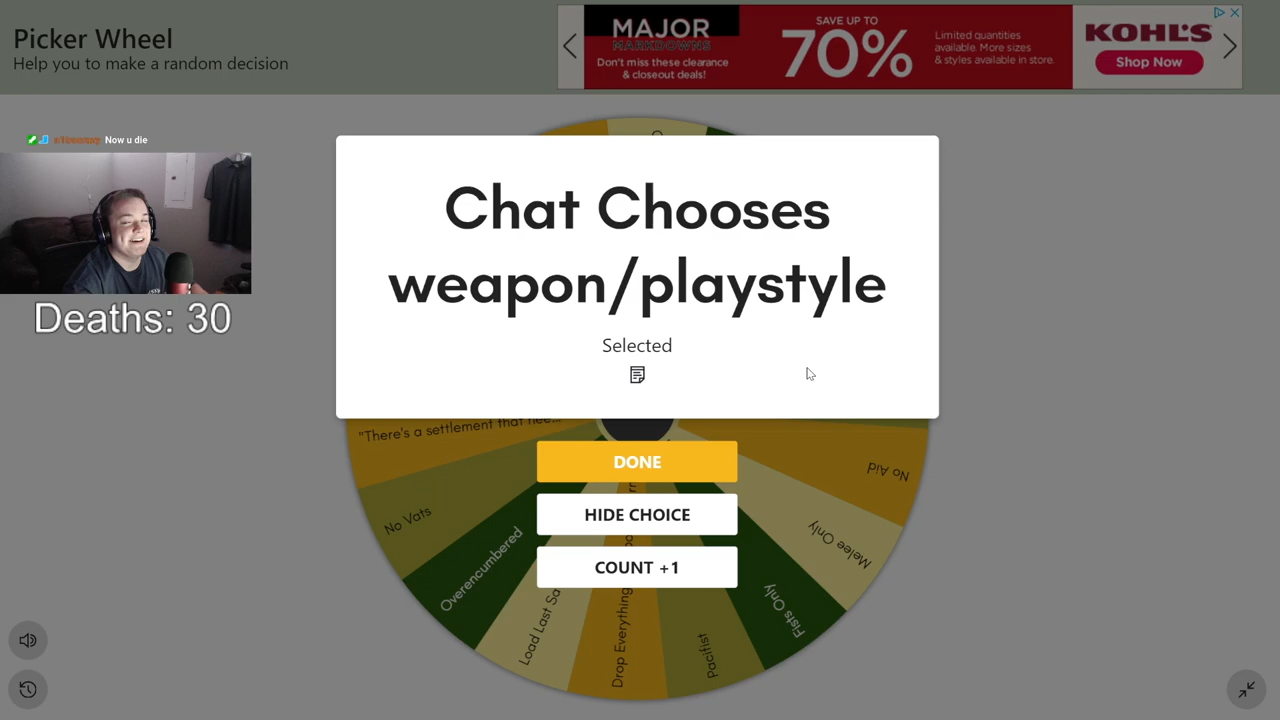 Picker Wheel
Help you to make a random decision
MAJOR
MARKDOWNS
Don't miss these clearance
& closeout deals!
SAVE UP TO
70%
Limited quantities
available. More sizes
& styles available in store.
KOHL'S
Shop Now
Now u die
Deaths: 30
Chat Chooses
weapon/playstyle
Selected
DONE
HIDE CHOICE
COUNT +1
"There's a settlement that nee...
No Vats
Overencumbered
Load Last Sa
Drop Everything
Pacifist
Fists Only
Melee Only
No Aid